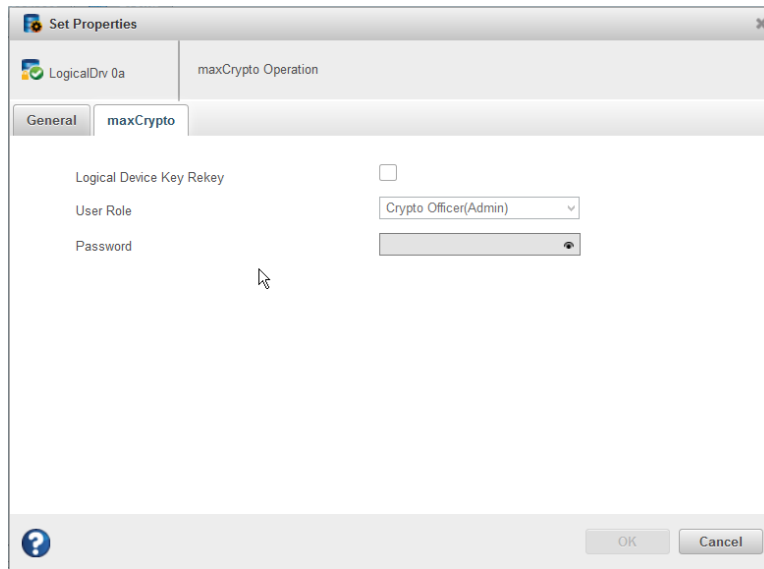 Set Properties
LogicalDrv 0a
maxCrypto Operation
General
maxCrypto
Logical Device Key Rekey
User Role
Crypto Officer(Admin)
Password
OK
Cancel